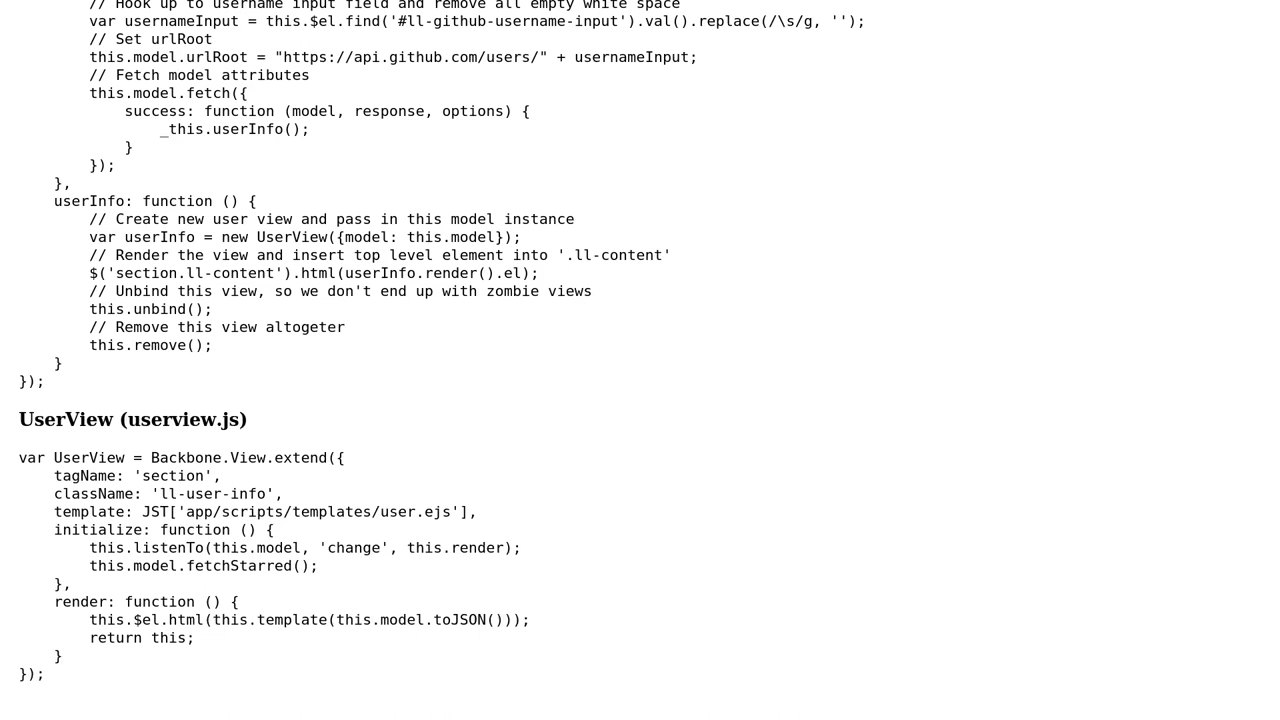 // Hook up to username input field and remove all empty white space
var usernameInput = this.$el.find('#ll-github-username-input').val().replace(/\s/g, '');
// Set urlRoot
this.model.urlRoot = "https://api.github.com/users/" + usernameInput;
// Fetch model attributes
this.model.fetch({
success: function (model, response, options) {
_this.userInfo();
}
});
},
userInfo: function () {
// Create new user view and pass in this model instance
var userInfo = new UserView({model: this.model});
// Render the view and insert top level element into '.ll-content'
$('section.ll-content').html(userInfo.render().el);
// Unbind this view, so we don't end up with zombie views
this.unbind();
// Remove this view altogeter
this.remove();
}
});
UserView (userview.js)
var UserView = Backbone.View.extend({
tagName: 'section',
className: 'll-user-info',
template: JST['app/scripts/templates/user.ejs'],
initialize: function () {
this.listenTo(this.model, 'change', this.render);
this.model.fetchStarred();
},
render: function () {
this.$el.html(this.template(this.model.toJSON()));
return this;
}
});